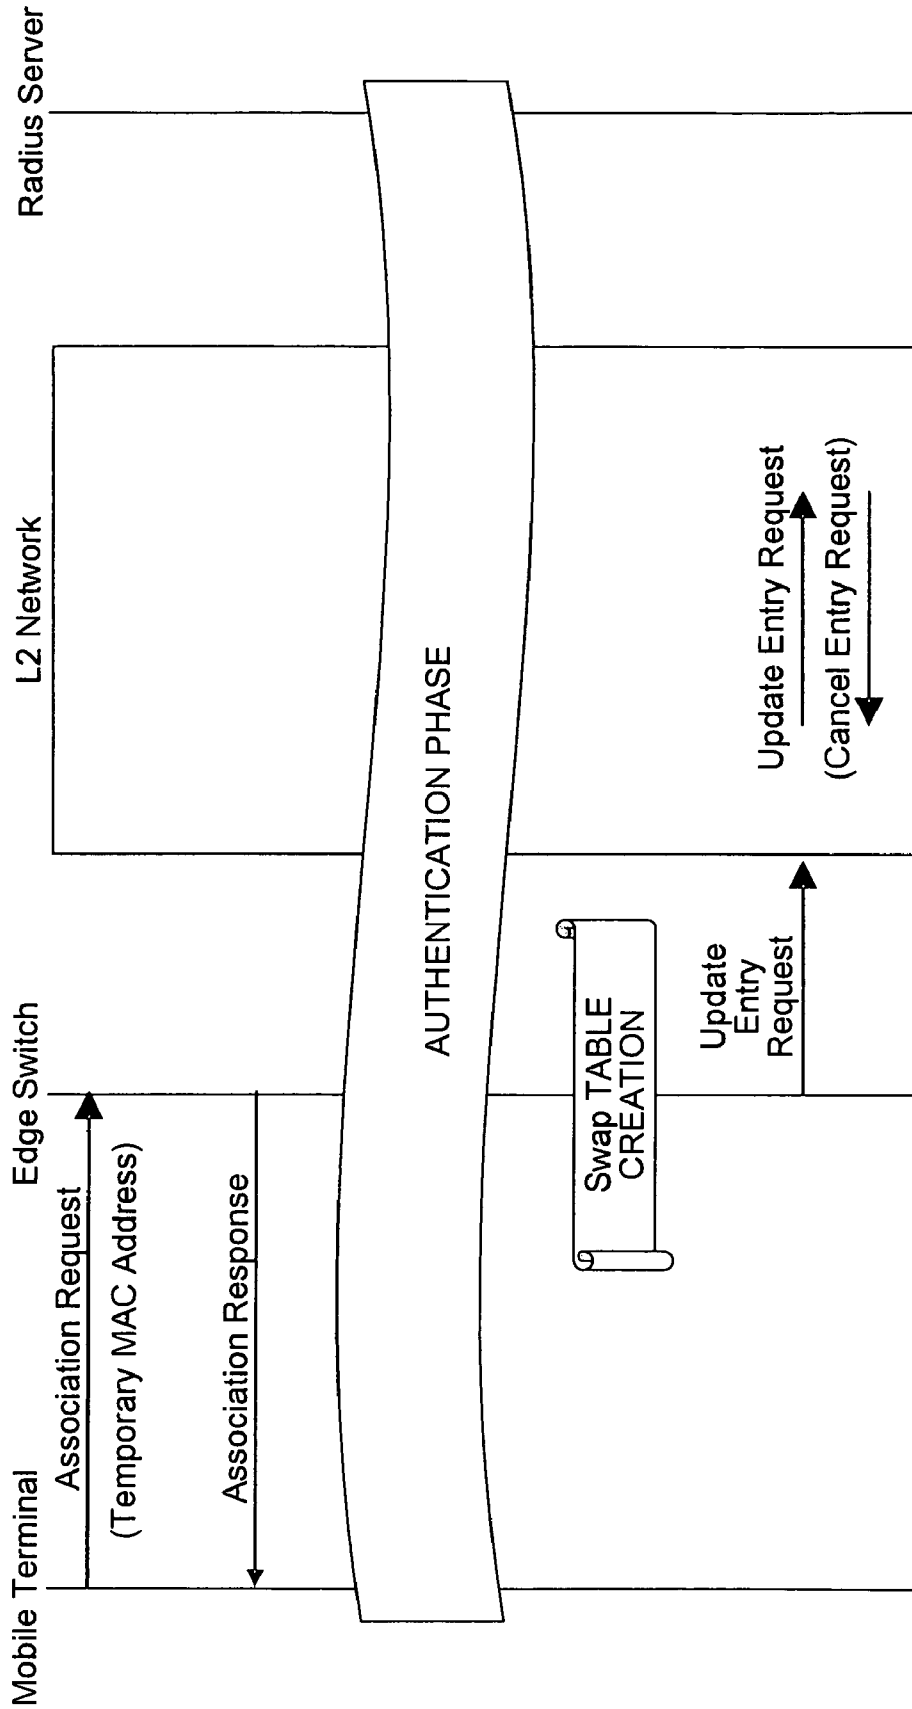 Mobile Terminal
Edge Switch
L2 Network
Radius Server
Association Request
(Temporary MAC Address)
Association Response
AUTHENTICATION PHASE
Swap TABLE
CREATION
Update
Entry
Request
Update Entry Request
(Cancel Entry Request)